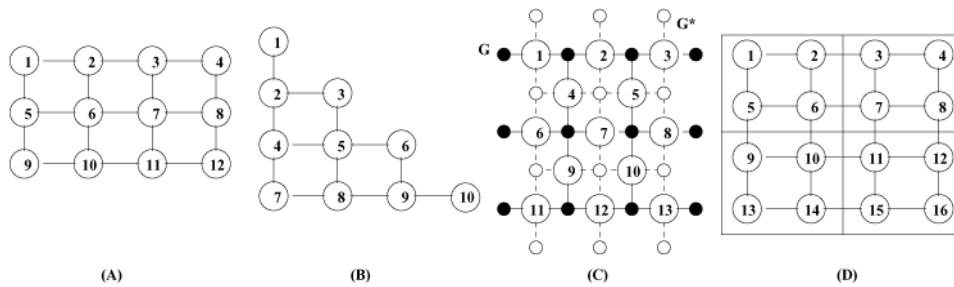 1 2 3 4
5 6 7 8
9 10 11 12
(A)
1
2 3
4 5 6
7 8 9 10
(B)
G*
G 1 2 3
4 5
6 7 8
9 10
11 12 13
(C)
1 2 3 4
5 6 7 8
9 10 11 12
13 14 15 16
(D)